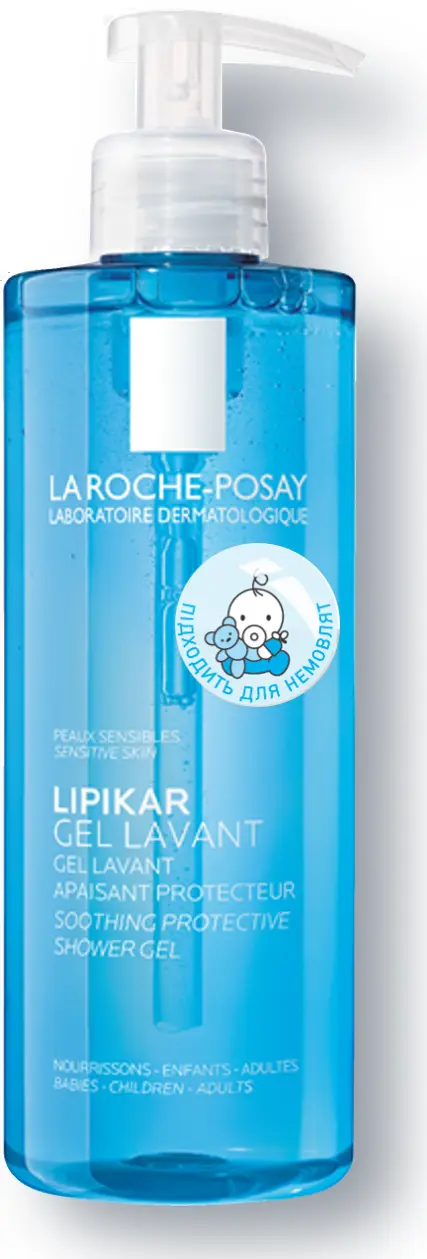 LA ROCHE-POSAY
LABORATOIRE DERMATOLOGIQUE
ПІДХОДИТЬ ДЛЯ НЕМОВЛЯТ
PEAUX SENSIBLES
SENSITIVE SKIN
LIPIKAR
GEL LAVANT
GEL LAVANT
APAISANT PROTECTEUR
SOOTHING PROTECTIVE
SHOWER GEL
NOURRISSONS - ENFANTS - ADULTES
BABIES - CHILDREN - ADULTS